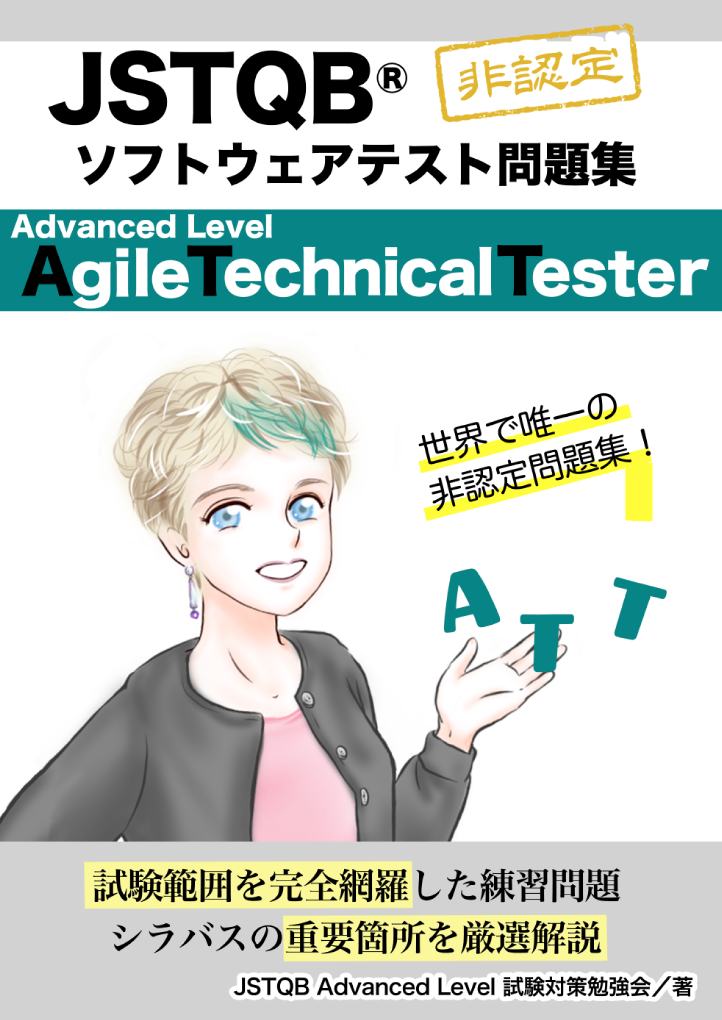 JSTQB®
非認定
ソフトウェアテスト問題集
Advanced Level
AgileTechnicalTester
世界で唯一の
非認定問題集!
A T T
試験範囲を完全網羅した練習問題
シラバスの重要箇所を厳選解説
JSTQB Advanced Level 試験対策勉強会／著